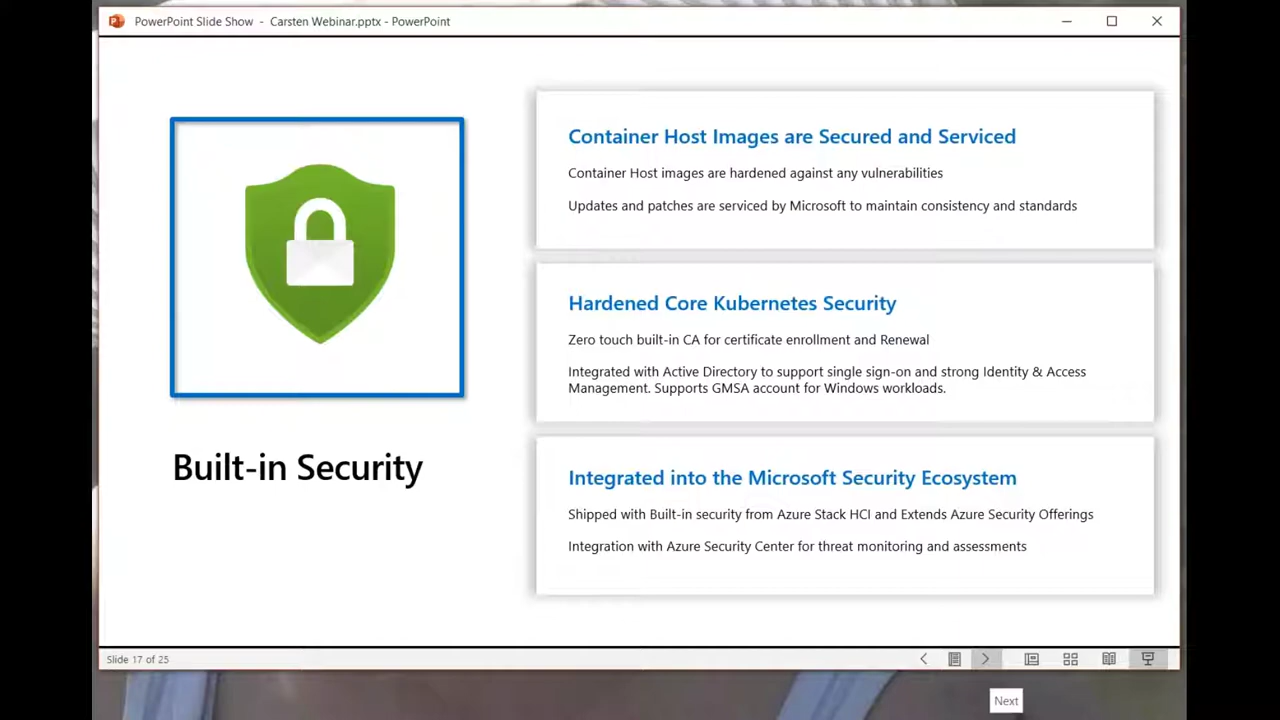 PowerPoint Slide Show - Carsten Webinar.pptx - PowerPoint
Container Host Images are Secured and Serviced
Container Host images are hardened against any vulnerabilities
Updates and patches are serviced by Microsoft to maintain consistency and standards
Hardened Core Kubernetes Security
Zero touch built-in CA for certificate enrollment and Renewal
Integrated with Active Directory to support single sign-on and strong Identity & Access
Management. Supports GMSA account for Windows workloads.
Built-in Security
Integrated into the Microsoft Security Ecosystem
Shipped with Built-in security from Azure Stack HCI and Extends Azure Security Offerings
Integration with Azure Security Center for threat monitoring and assessments
Slide 17 of 25
Next